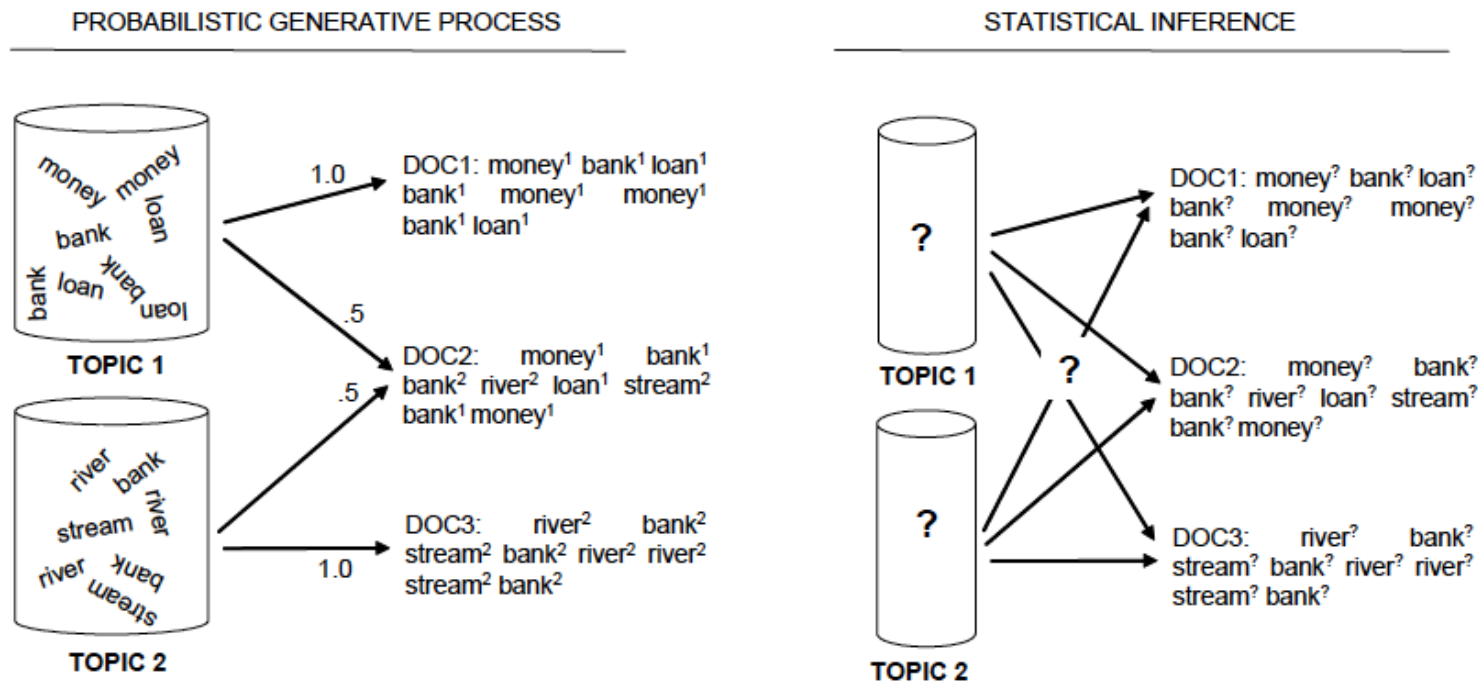 PROBABILISTIC GENERATIVE PROCESS
money
money
loan
bank
bank
loan
bank
loan
TOPIC 1
river
bank
river
stream
river
bank
stream
TOPIC 2
1.0
.5
.5
1.0
DOC1: money¹ bank¹ loan¹
bank¹ money¹ money¹
bank¹ loan¹
DOC2: money¹ bank¹
bank² river² loan¹ stream²
bank¹ money¹
DOC3: river² bank²
stream² bank² river² river²
stream² bank²
STATISTICAL INFERENCE
?
TOPIC 1
?
TOPIC 2
?
DOC1: money? bank? loan?
bank? money? money?
bank? loan?
DOC2: money? bank?
bank? river? loan? stream?
bank? money?
DOC3: river? bank?
stream? bank? river? river?
stream? bank?